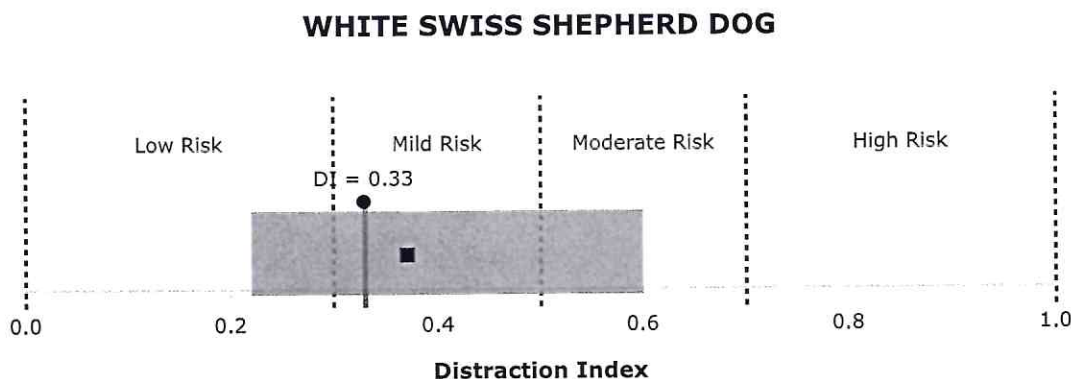 WHITE SWISS SHEPHERD DOG
Low Risk Mild Risk Moderate Risk High Risk
DI = 0.33
0.0 0.2 0.4 0.6 0.8 1.0
Distraction Index